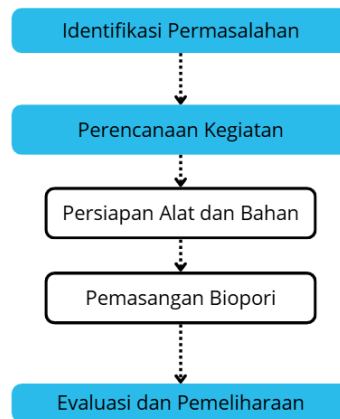 Identifikasi Permasalahan
Perencanaan Kegiatan
Persiapan Alat dan Bahan
Pemasangan Biopori
Evaluasi dan Pemeliharaan